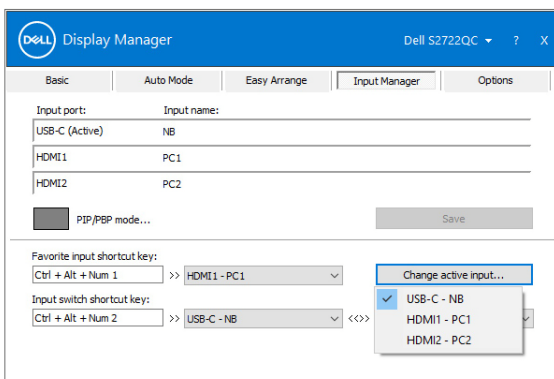 DELL Display Manager Dell S2722QC ? X
Basic Auto Mode Easy Arrange Input Manager Options
Input port: Input name:
USB-C (Active) NB
HDMI1 PC1
HDMI2 PC2
PIP/PBP mode... Save
Favorite input shortcut key:
Ctrl + Alt + Num 1 >> HDMI1 - PC1 Change active input...
Input switch shortcut key:
Ctrl + Alt + Num 2 >> USB-C - NB <<>>
USB-C - NB
HDMI1 - PC1
HDMI2 - PC2